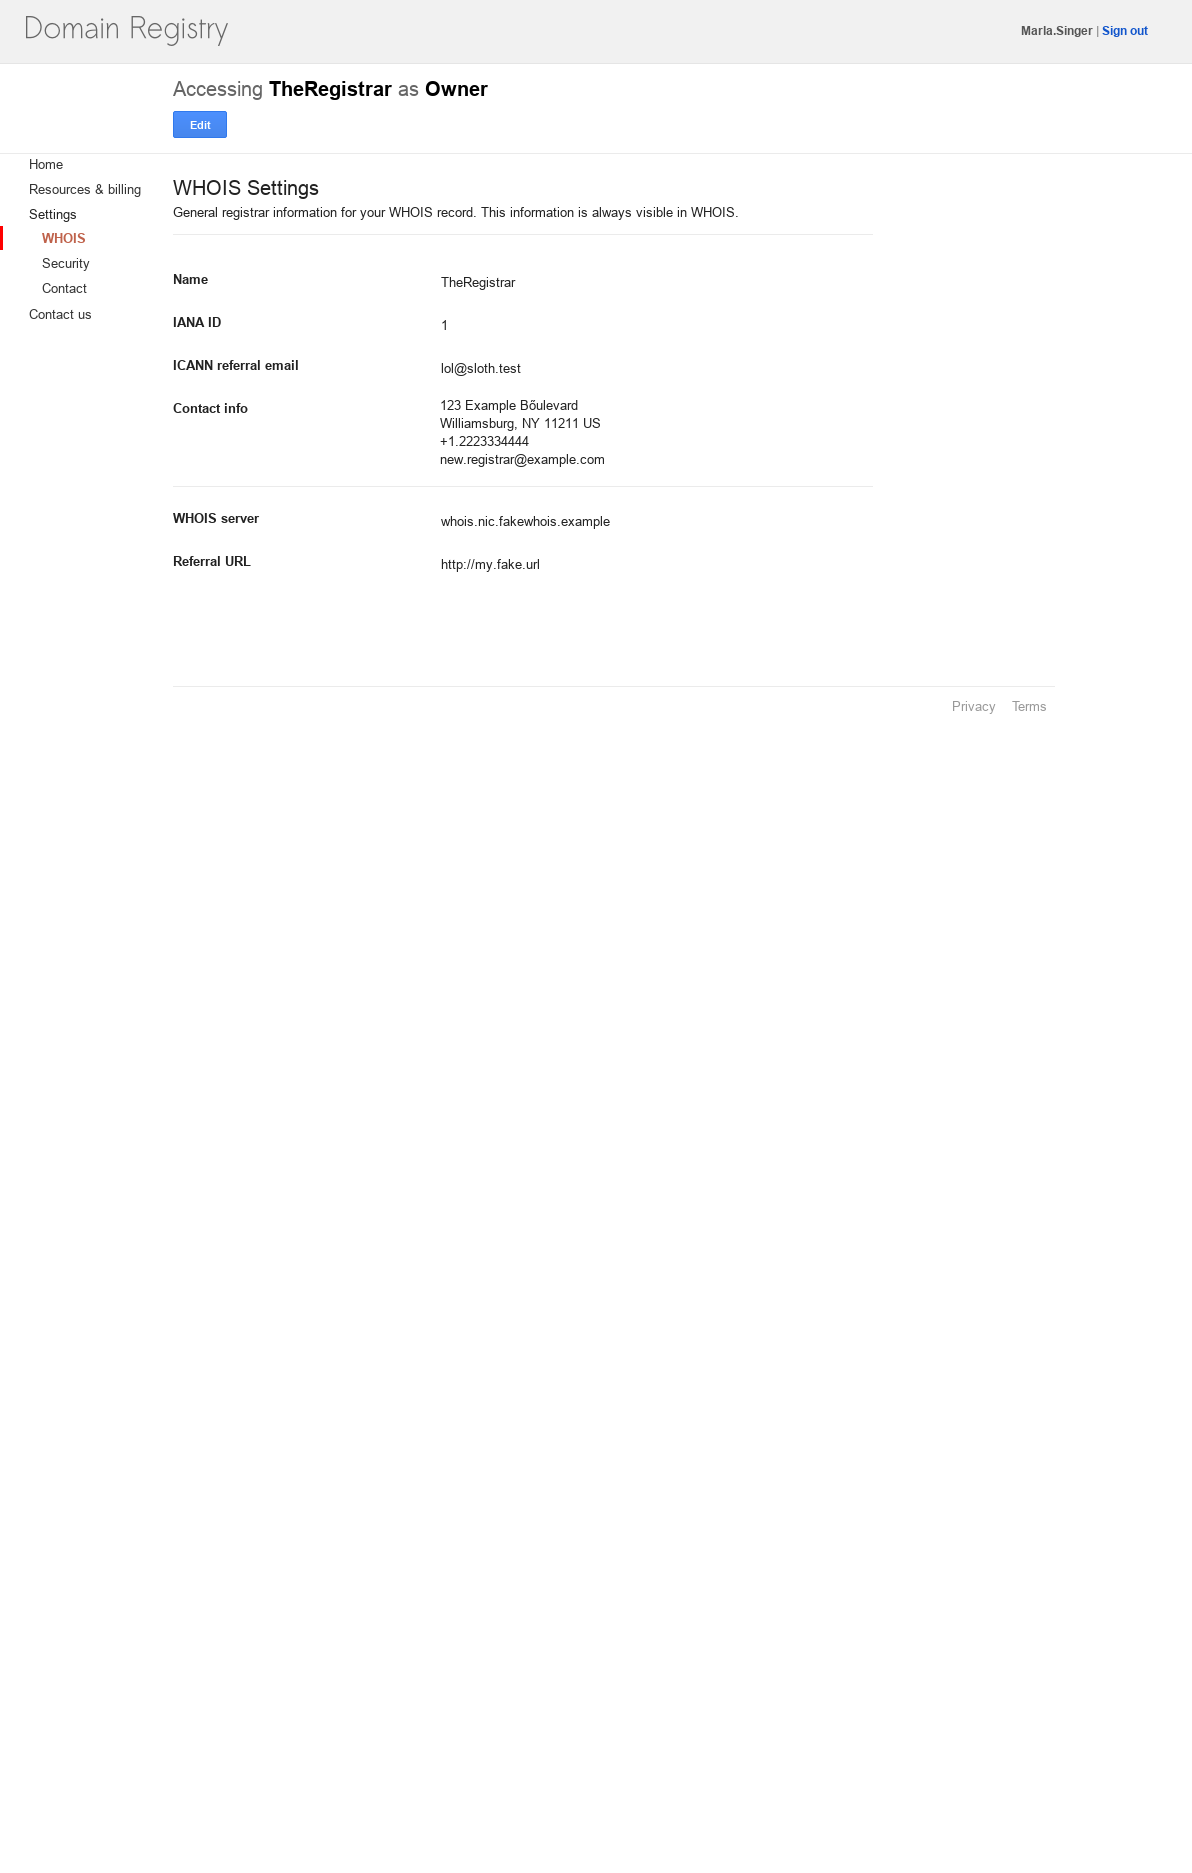 Domain Registry
Marla.Singer | Sign out
Accessing TheRegistrar as Owner
Edit
Home
Resources & billing
Settings
WHOIS
Security
Contact
Contact us
WHOIS Settings
General registrar information for your WHOIS record. This information is always visible in WHOIS.
Name
TheRegistrar
IANA ID
1
ICANN referral email
lol@sloth.test
Contact info
123 Example Bőulevard
Williamsburg, NY 11211 US
+1.2223334444
new.registrar@example.com
WHOIS server
whois.nic.fakewhois.example
Referral URL
http://my.fake.url
Privacy Terms